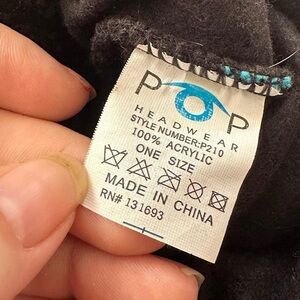 POP
HEADWEAR
STYLE NUMBER:P210
100% ACRYLIC
ONE SIZE
MADE IN CHINA
RN# 131693